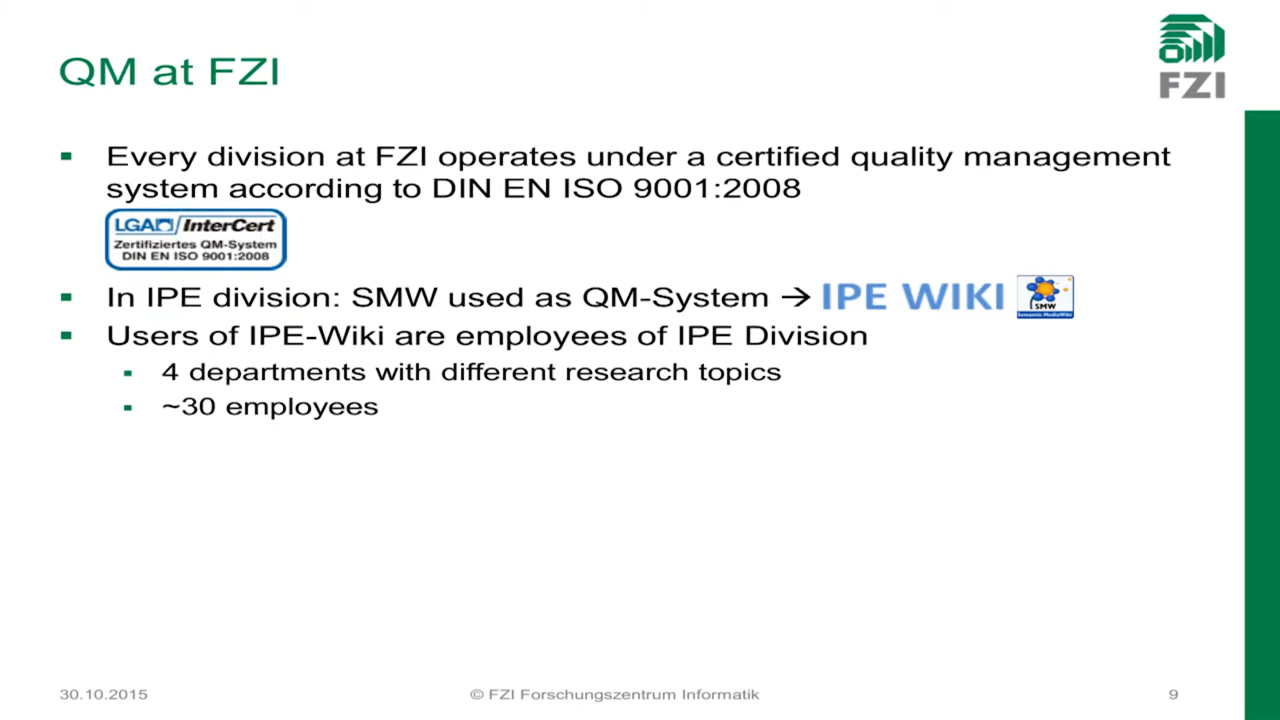 QM at FZI
FZI
Every division at FZI operates under a certified quality management
system according to DIN EN ISO 9001:2008
LGA InterCert
Zertifiziertes QM-System
DIN EN ISO 9001:2008
In IPE division: SMW used as QM-System → IPE WIKI
SMW
Semantic MediaWiki
Users of IPE-Wiki are employees of IPE Division
4 departments with different research topics
~30 employees
30.10.2015
© FZI Forschungszentrum Informatik
9